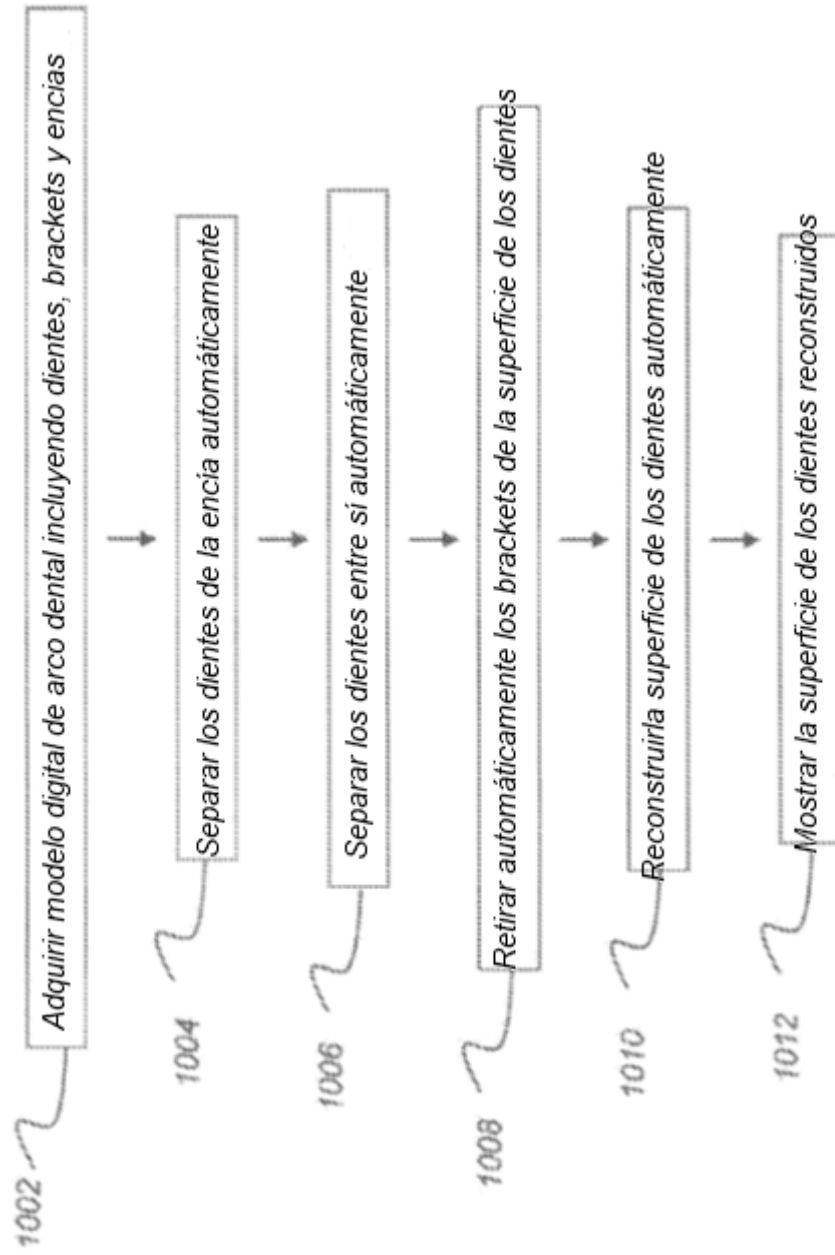 1002
Adquirir modelo digital de arco dental incluyendo dientes, brackets y encias
1004
Separar los dientes de la encía automáticamente
1006
Separar los dientes entre sí automáticamente
1008
Retirar automáticamente los brackets de la superficie de los dientes
1010
Reconstruirla superficie de los dientes automáticamente
1012
Mostrar la superficie de los dientes reconstruidos